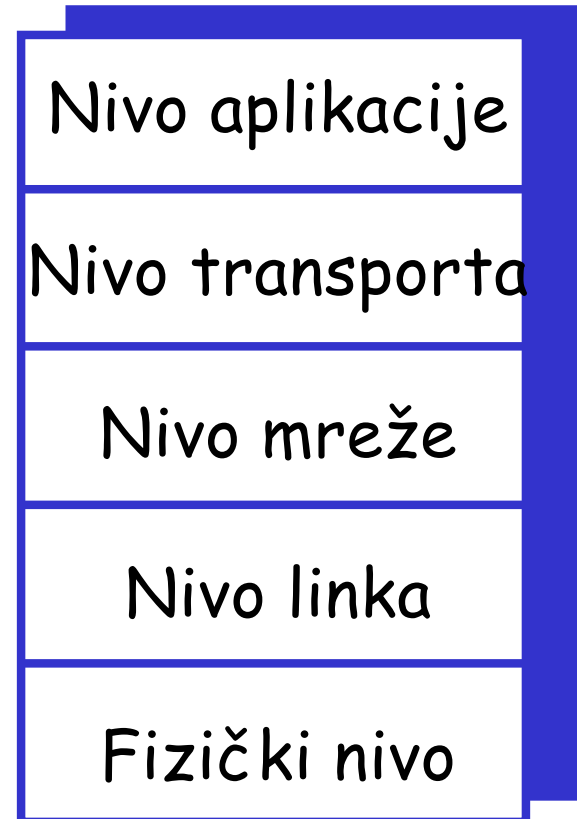 Nivo aplikacije
Nivo transporta
Nivo mreže
Nivo linka
Fizički nivo